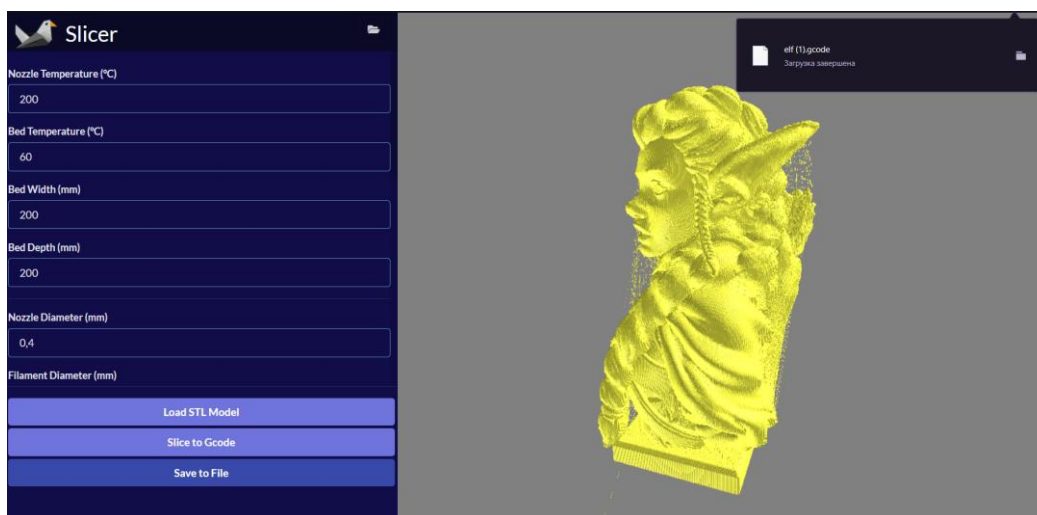 Slicer
Nozzle Temperature (°C)
200
Bed Temperature (°C)
60
Bed Width (mm)
200
Bed Depth (mm)
200
Nozzle Diameter (mm)
0,4
Filament Diameter (mm)
Load STL Model
Slice to Gcode
Save to File
elf (1).gcode
Загрузка завершена